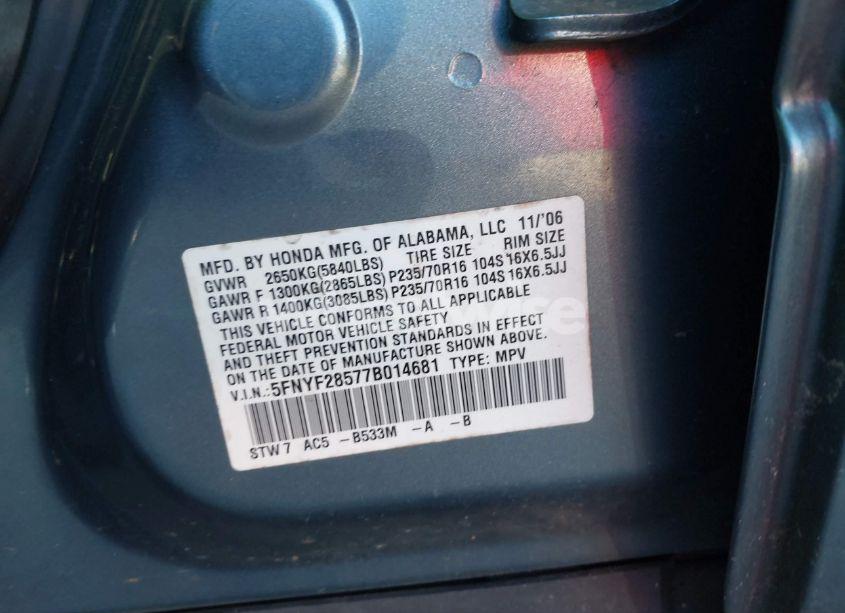 MFD. BY HONDA MFG. OF ALABAMA, LLC 11/'06
GVWR 2650KG(5840LBS) TIRE SIZE RIM SIZE
GAWR F 1300KG(2865LBS) P235/70R16 104S 16X6.5JJ
GAWR R 1400KG(3085LBS) P235/70R16 104S 16X6.5JJ
THIS VEHICLE CONFORMS TO ALL APPLICABLE
FEDERAL MOTOR VEHICLE SAFETY
AND THEFT PREVENTION STANDARDS IN EFFECT
ON THE DATE OF MANUFACTURE SHOWN ABOVE.
V.I.N.:5FNYF28577B014681 TYPE: MPV
STW7 AC5 -B533M -A -B